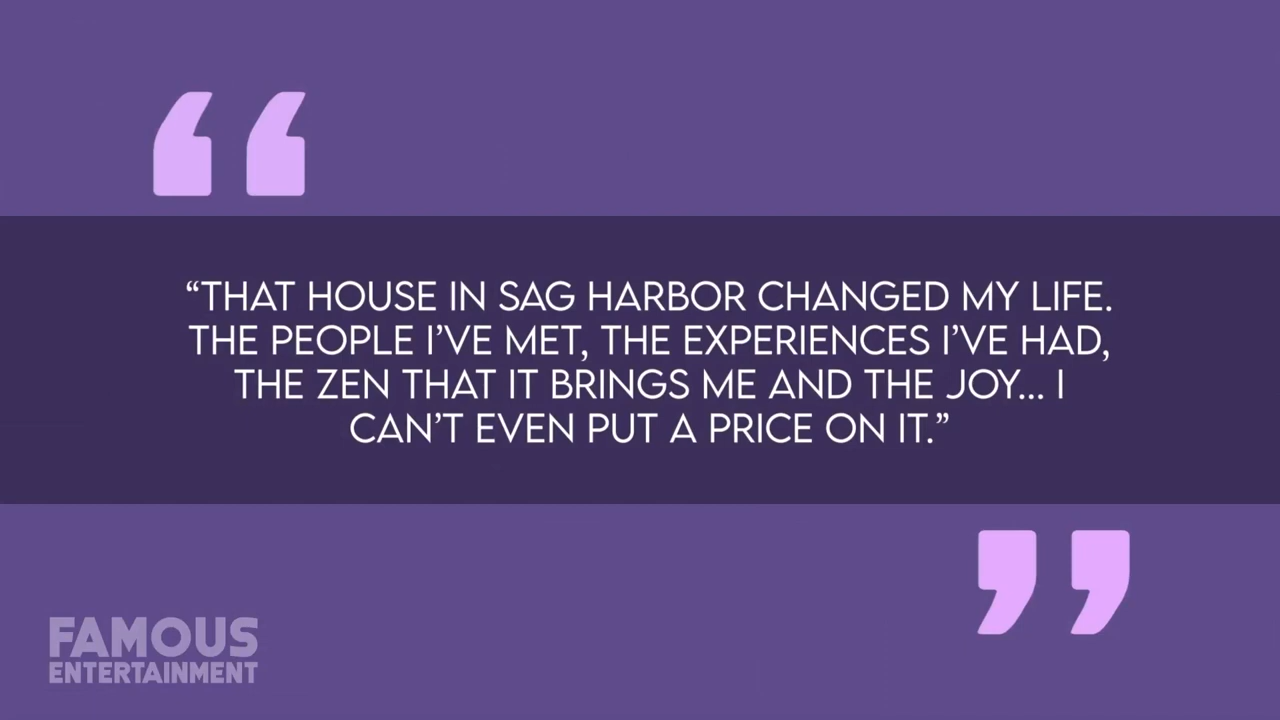 “THAT HOUSE IN SAG HARBOR CHANGED MY LIFE.
THE PEOPLE I’VE MET, THE EXPERIENCES I’VE HAD,
THE ZEN THAT IT BRINGS ME AND THE JOY... I
CAN’T EVEN PUT A PRICE ON IT.”
FAMOUS
ENTERTAINMENT